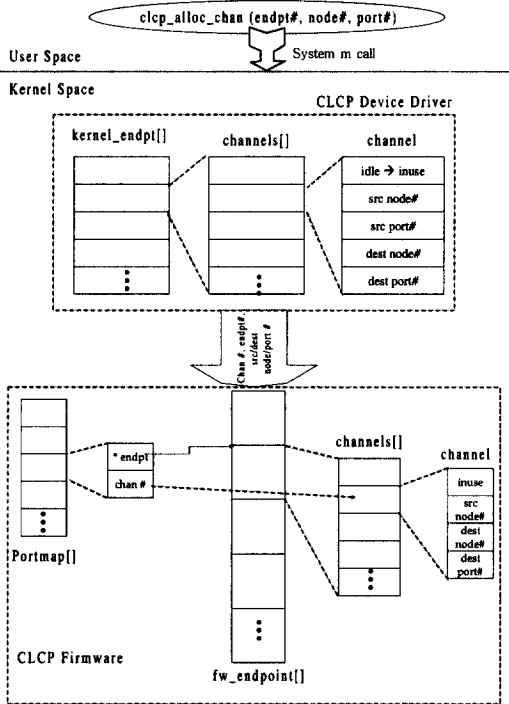 clcp_alloc_chan (endpt#, node#, port#)
User Space
System m call
Kernel Space
CLCP Device Driver
kernel_endpt[]
channels[]
channel
idle → inuse
src node#
src port#
dest node#
dest port#
Chan #, endpt#,
src/dest
node/port #
channels[]
channel
* endpt
chan #
inuse
src
node#
dest
node#
dest
port#
Portmap[]
CLCP Firmware
fw_endpoint[]